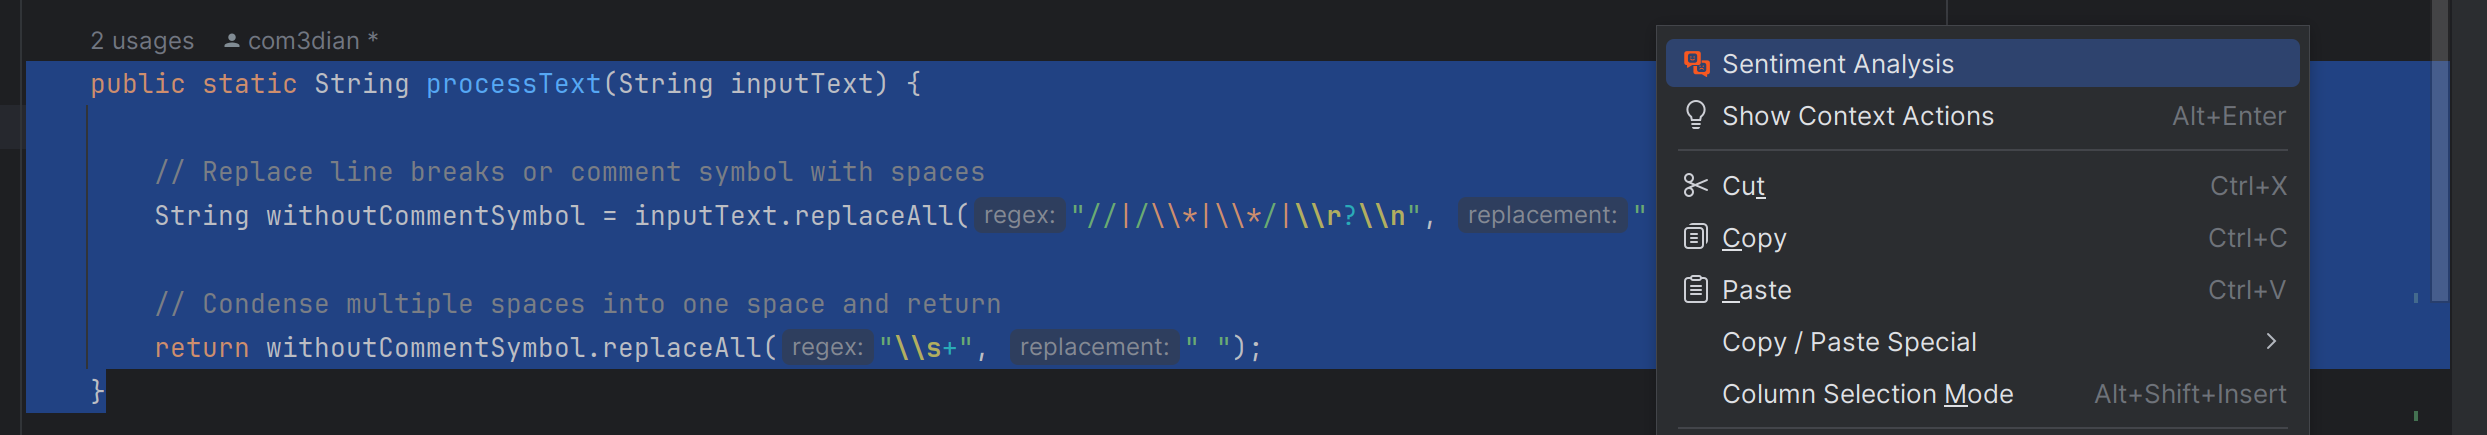 2 usages com3dian *
public static String processText(String inputText) {
// Replace line breaks or comment symbol with spaces
String withoutCommentSymbol = inputText.replaceAll( regex: "//|/\\*|\\*/|\\r?\\n", replacement: "
// Condense multiple spaces into one space and return
return withoutCommentSymbol.replaceAll( regex: "\\s+", replacement: " ");
}
Sentiment Analysis
Show Context Actions Alt+Enter
Cut Ctrl+X
Copy Ctrl+C
Paste Ctrl+V
Copy / Paste Special
Column Selection Mode Alt+Shift+Insert